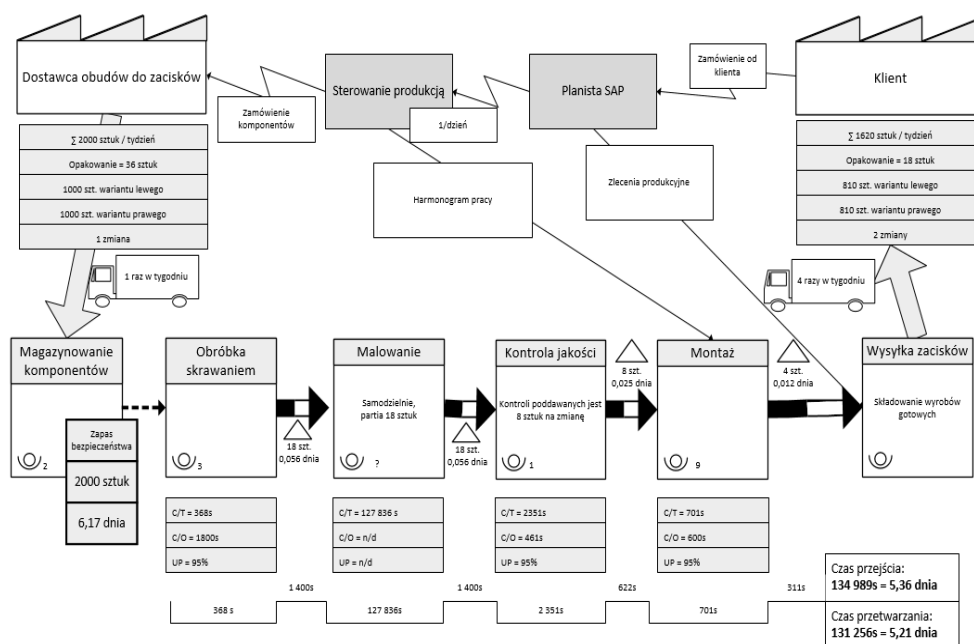 Dostawca obudów do zacisków
Zamówienie komponentów
Sterowanie produkcją
1/dzień
Planista SAP
Zamówienie od klienta
Klient
∑ 2000 sztuk / tydzień
Opakowanie = 36 sztuk
1000 szt. wariantu lewego
1000 szt. wariantu prawego
1 zmiana
Harmonogram pracy
Zlecenia produkcyjne
∑ 1620 sztuk / tydzień
Opakowanie = 18 sztuk
810 szt. wariantu lewego
810 szt. wariantu prawego
2 zmiany
1 raz w tygodniu
4 razy w tygodniu
Magazynowanie
komponentów
2
Zapas
bezpieczeństwa
2000 sztuk
6,17 dnia
Obróbka
skrawaniem
3
18 szt.
0,056 dnia
Malowanie
Samodzielnie,
partia 18 sztuk
?
18 szt.
0,056 dnia
Kontrola jakości
Kontroli poddawanych jest
8 sztuk na zmianę
1
8 szt.
0,025 dnia
Montaż
9
4 szt.
0,012 dnia
Wysyłka zacisków
Składowanie wyrobów
gotowych
C/T = 368s
C/O = 1800s
UP = 95%
C/T = 127 836 s
C/O = n/d
UP = n/d
C/T = 2351s
C/O = 461s
UP = 95%
C/T = 701s
C/O = 600s
UP = 95%
368 s
1 400s
127 836s
1 400s
2 351s
622s
701s
311s
Czas przejścia:
134 989s = 5,36 dnia
Czas przetwarzania:
131 256s = 5,21 dnia